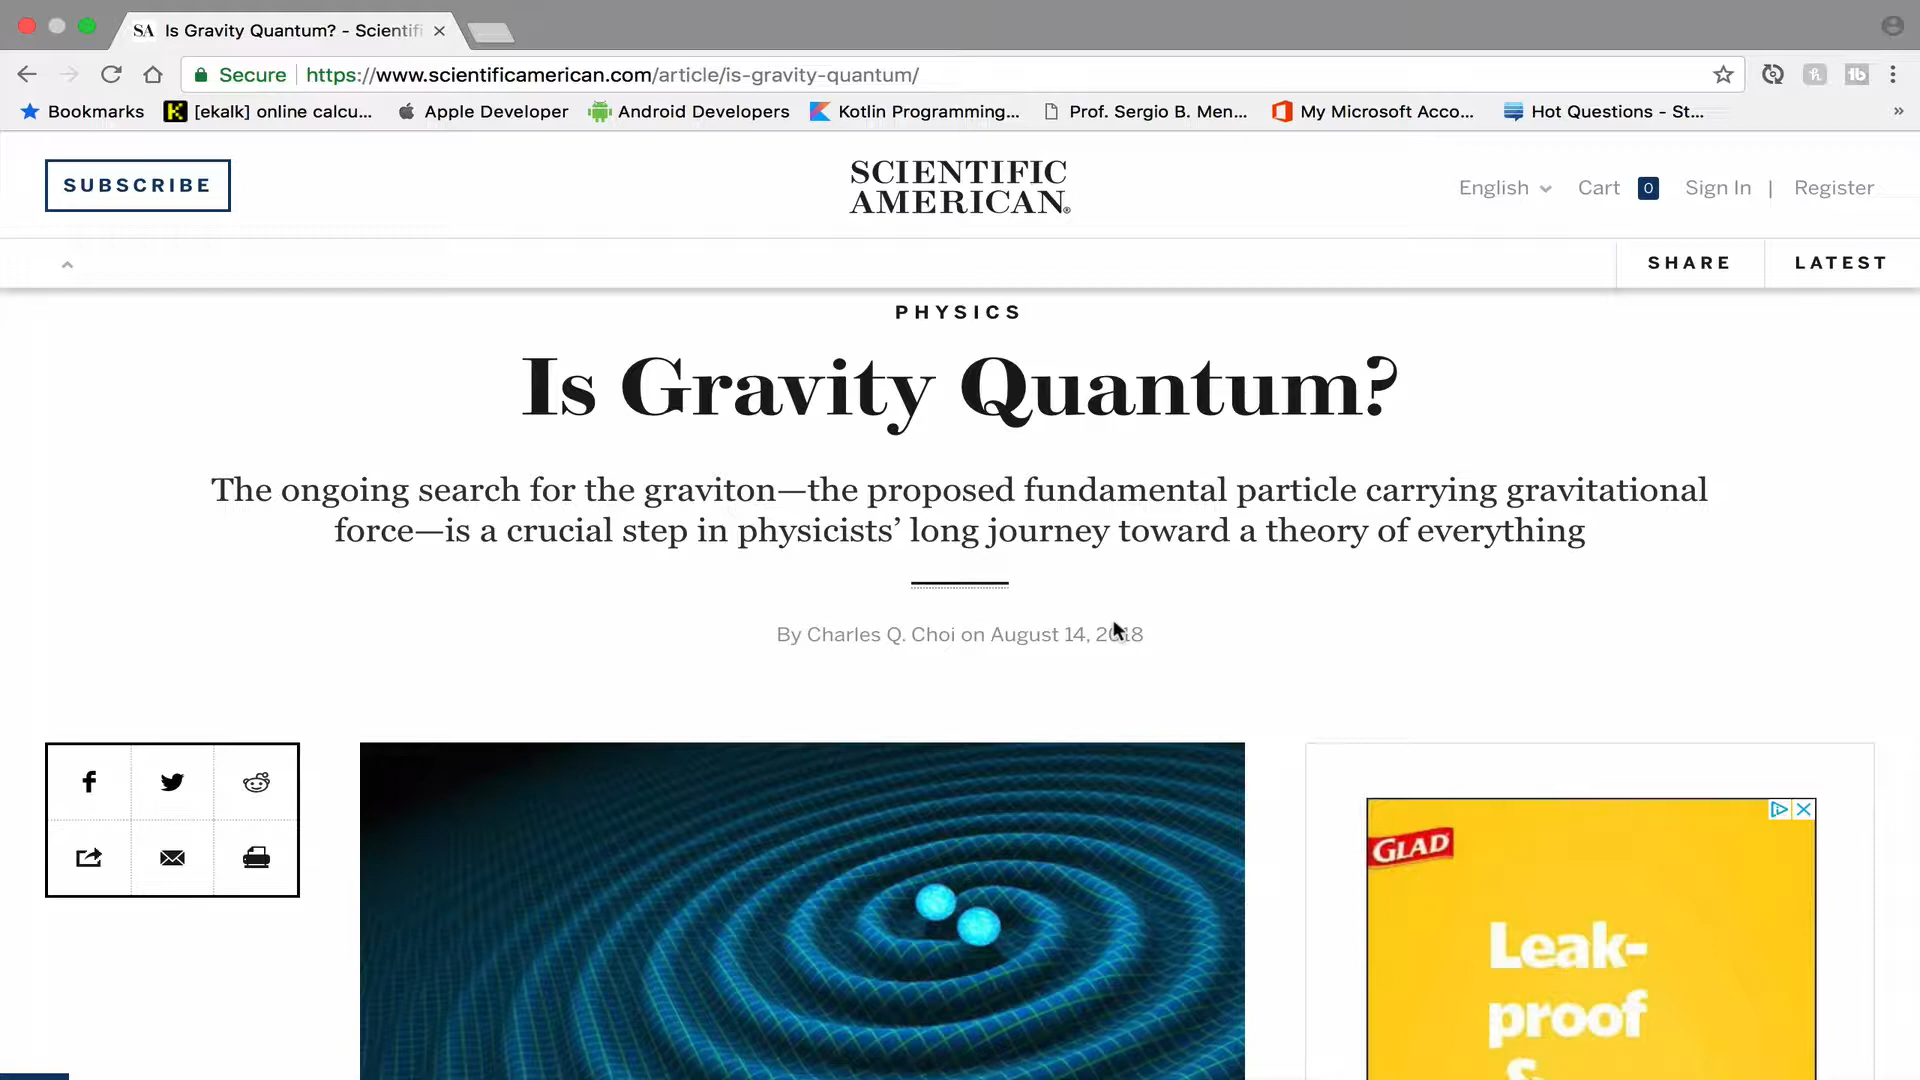 SA Is Gravity Quantum? - Scientifi
Secure https://www.scientificamerican.com/article/is-gravity-quantum/
Bookmarks [ekalk] online calcu... Apple Developer Android Developers Kotlin Programming... Prof. Sergio B. Men... My Microsoft Acco... Hot Questions - St... »
SUBSCRIBE
SCIENTIFIC
AMERICAN®
English Cart 0 Sign In | Register
SHARE LATEST
PHYSICS
Is Gravity Quantum?
The ongoing search for the graviton—the proposed fundamental particle carrying gravitational
force—is a crucial step in physicists’ long journey toward a theory of everything
By Charles Q. Choi on August 14, 2018
GLAD
Leak-
proof
&